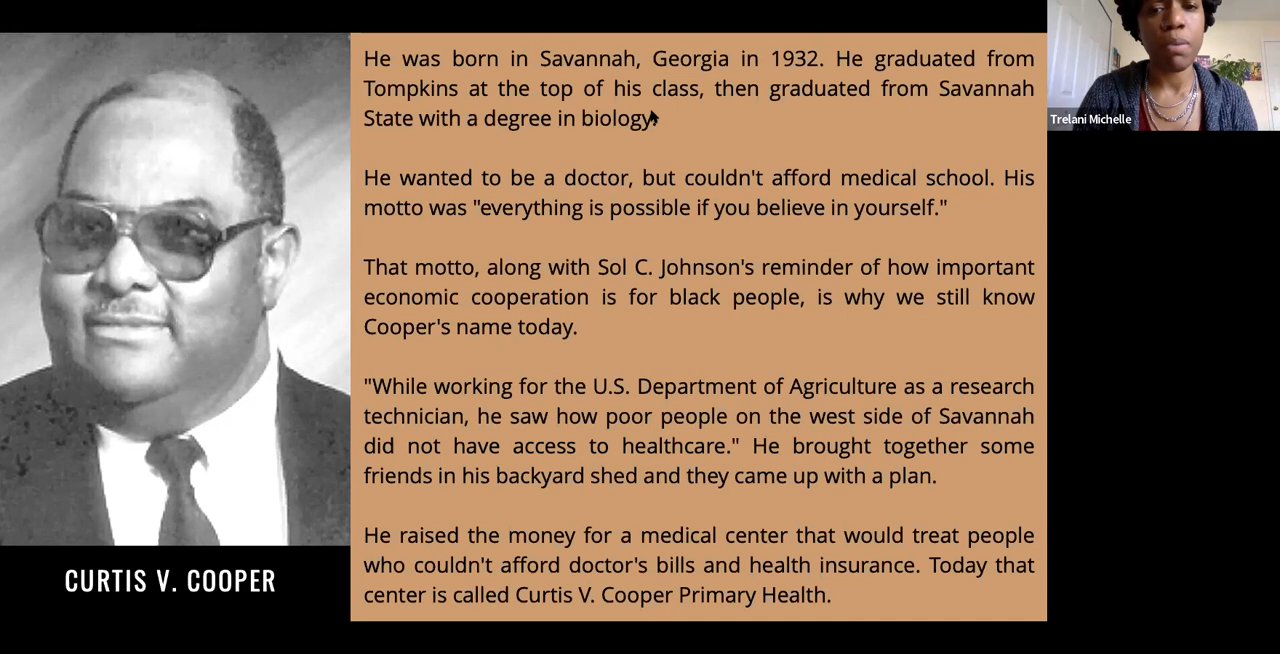 He was born in Savannah, Georgia in 1932. He graduated from
Tompkins at the top of his class, then graduated from Savannah
State with a degree in biology.
He wanted to be a doctor, but couldn't afford medical school. His
motto was "everything is possible if you believe in yourself."
That motto, along with Sol C. Johnson's reminder of how important
economic cooperation is for black people, is why we still know
Cooper's name today.
"While working for the U.S. Department of Agriculture as a research
technician, he saw how poor people on the west side of Savannah
did not have access to healthcare." He brought together some
friends in his backyard shed and they came up with a plan.
He raised the money for a medical center that would treat people
who couldn't afford doctor's bills and health insurance. Today that
center is called Curtis V. Cooper Primary Health.
CURTIS V. COOPER
Trelani Michelle